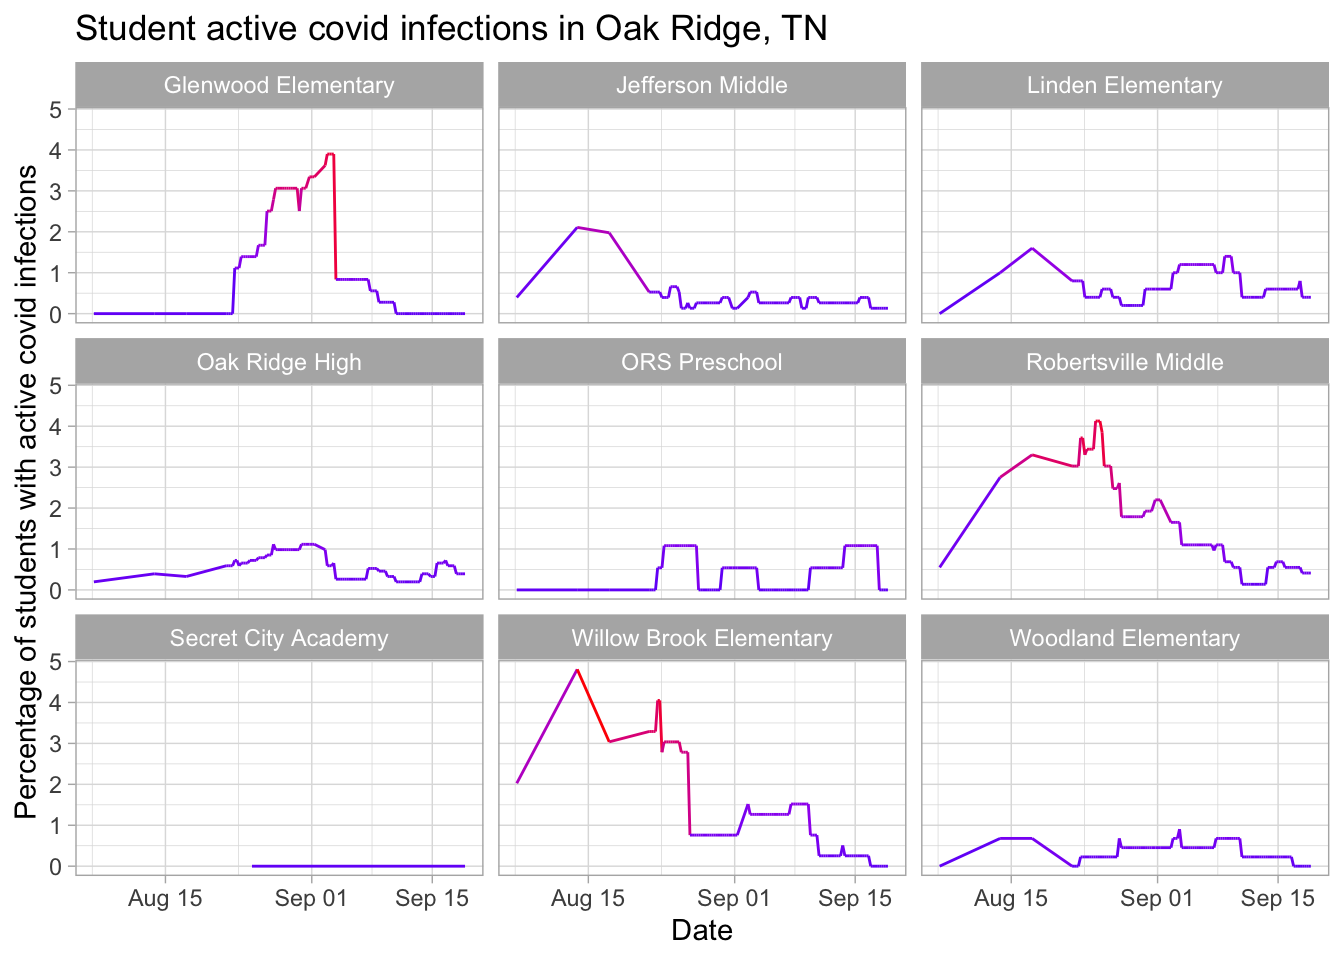 Student active covid infections in Oak Ridge, TN
Percentage of students with active covid infections
Glenwood Elementary
Jefferson Middle
Linden Elementary
5
4
3
2
1
0
Oak Ridge High
ORS Preschool
Robertsville Middle
5
4
3
2
1
0
Secret City Academy
Willow Brook Elementary
Woodland Elementary
5
4
3
2
1
0
Aug 15
Sep 01
Sep 15
Aug 15
Sep 01
Sep 15
Aug 15
Sep 01
Sep 15
Date